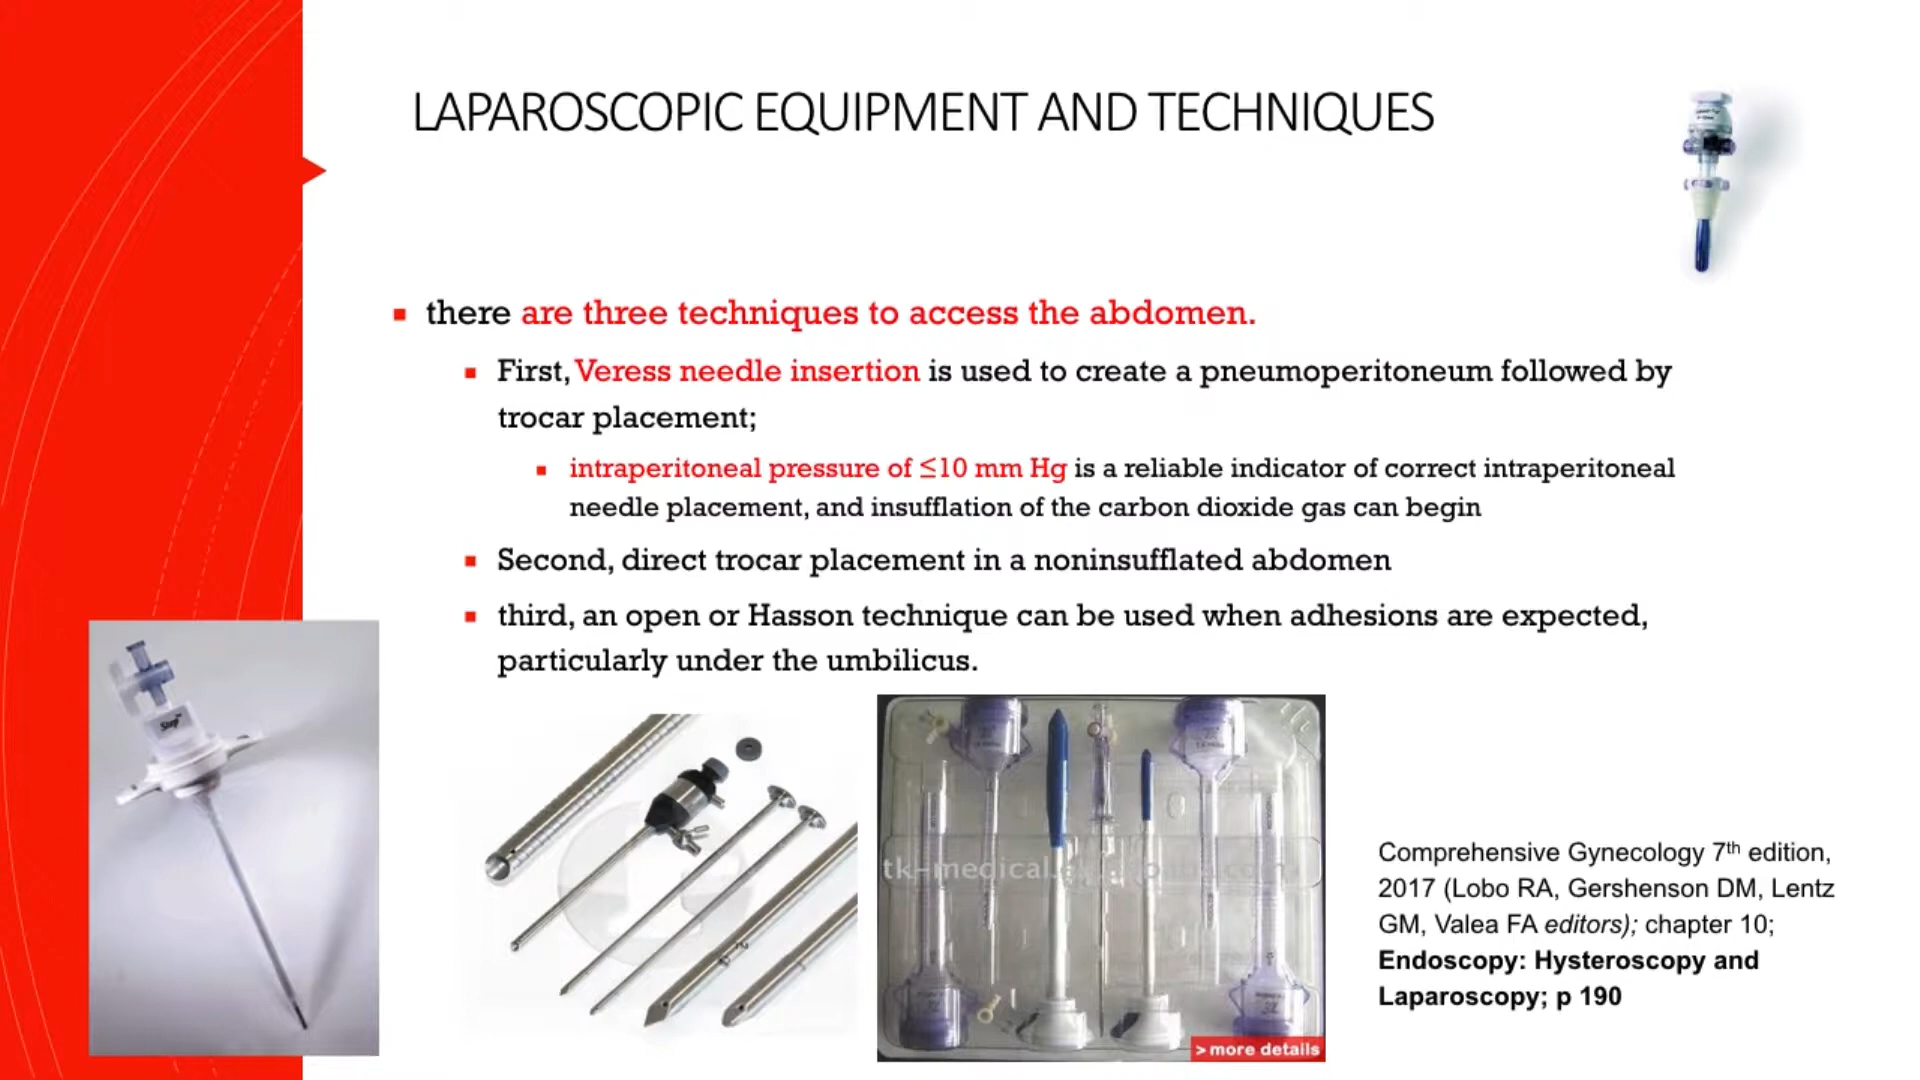 LAPAROSCOPIC EQUIPMENT AND TECHNIQUES
there are three techniques to access the abdomen.
First, Veress needle insertion is used to create a pneumoperitoneum followed by
trocar placement;
intraperitoneal pressure of ≤10 mm Hg is a reliable indicator of correct intraperitoneal
needle placement, and insufflation of the carbon dioxide gas can begin
Second, direct trocar placement in a noninsufflated abdomen
third, an open or Hasson technique can be used when adhesions are expected,
particularly under the umbilicus.
Step
tk-medical.
> more details
Comprehensive Gynecology 7th edition,
2017 (Lobo RA, Gershenson DM, Lentz
GM, Valea FA editors); chapter 10;
Endoscopy: Hysteroscopy and
Laparoscopy; p 190